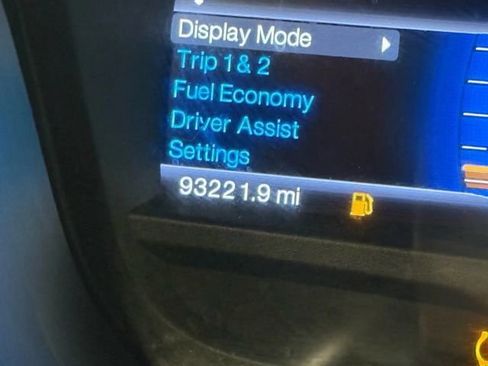 Display Mode
Trip 1 & 2
Fuel Economy
Driver Assist
Settings
93221.9 mi